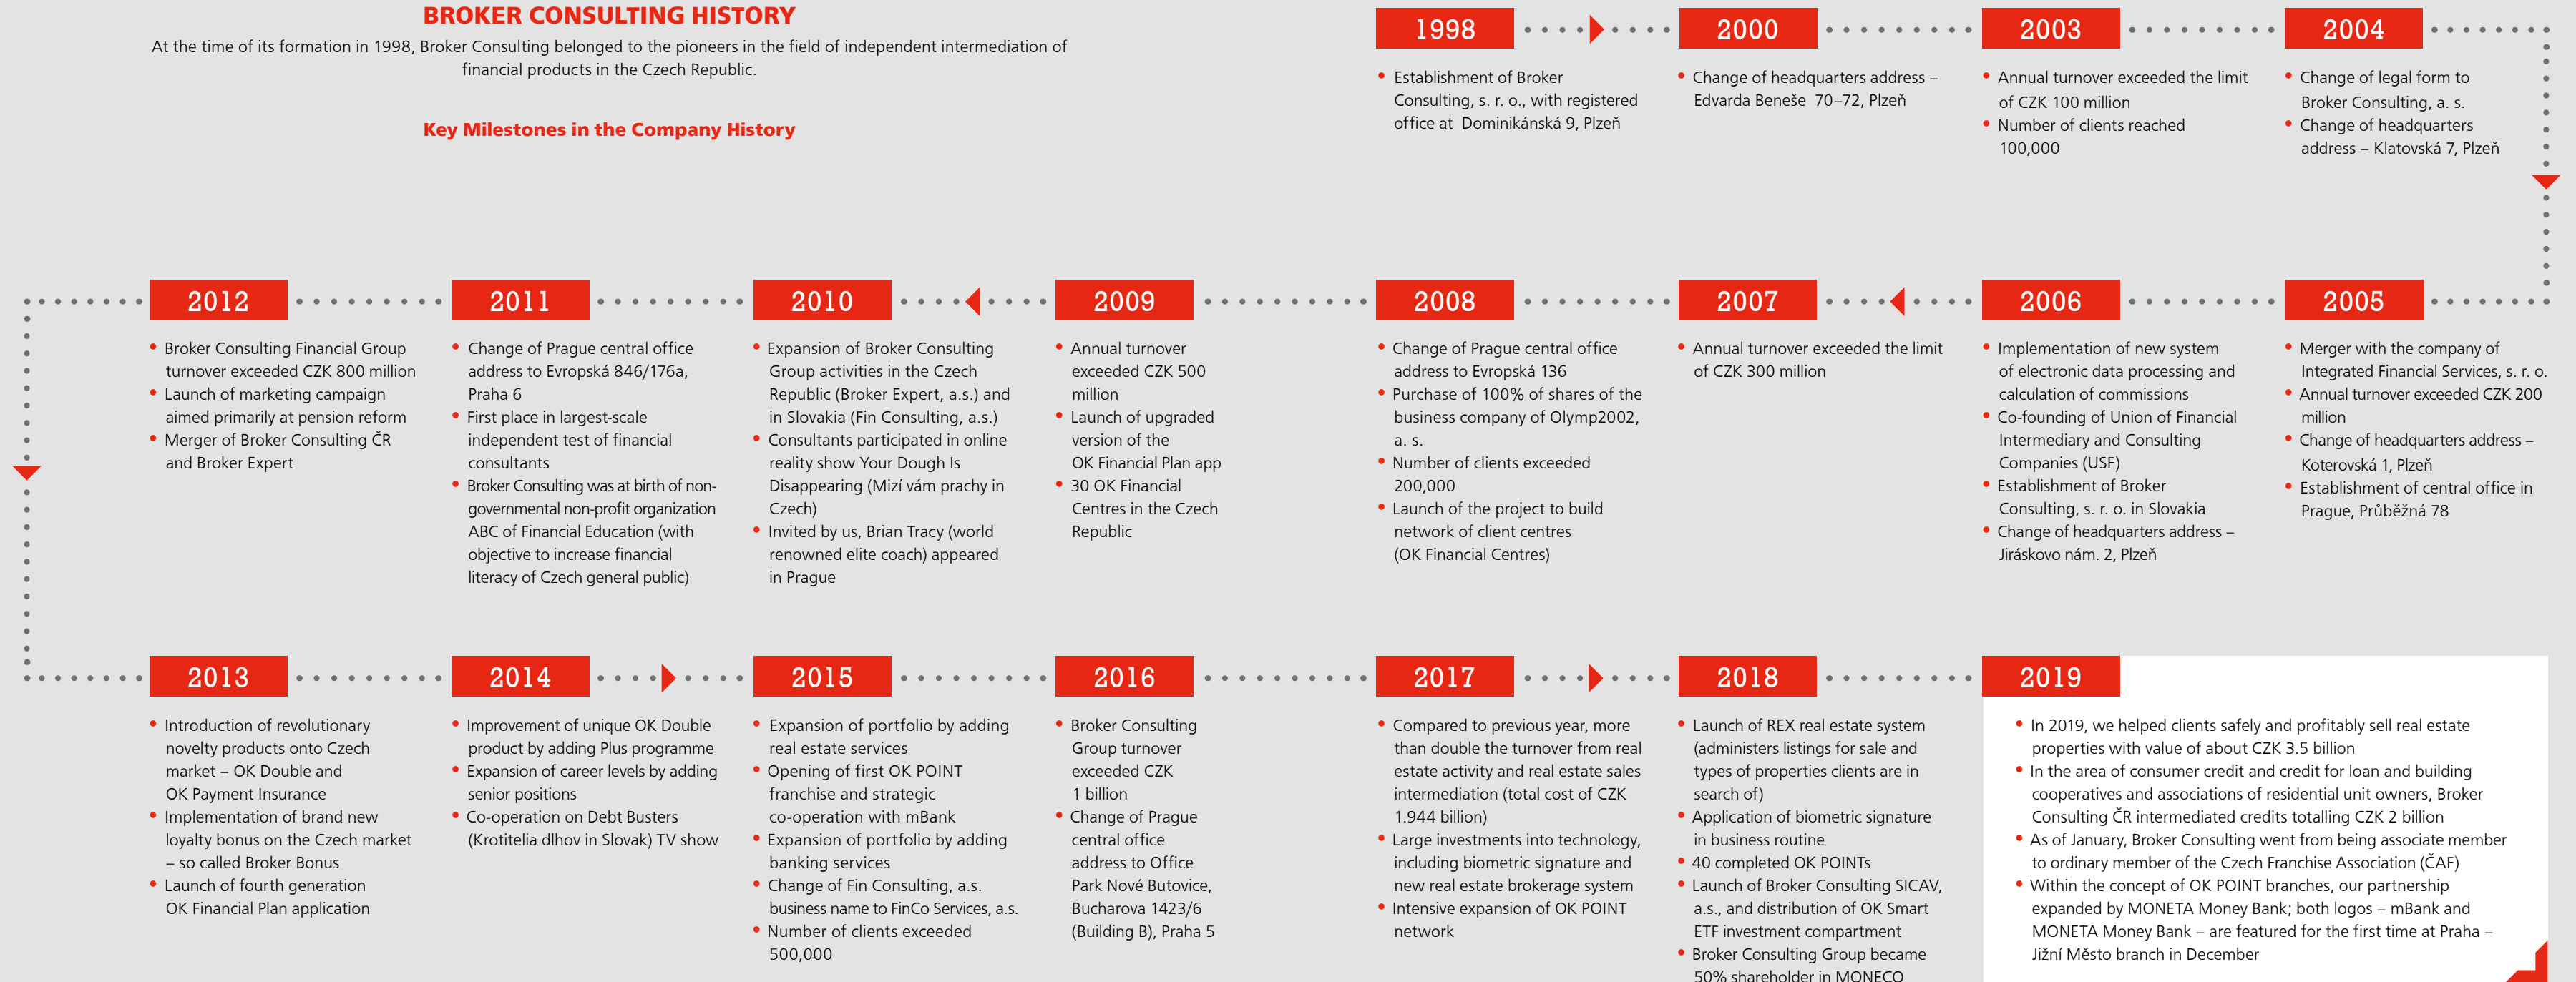 BROKER CONSULTING HISTORY
At the time of its formation in 1998, Broker Consulting belonged to the pioneers in the field of independent intermediation of
financial products in the Czech Republic.
Key Milestones in the Company History
1998
• Establishment of Broker
Consulting, s. r. o., with registered
office at Dominikánská 9, Plzeň
2000
• Change of headquarters address –
Edvarda Beneše 70–72, Plzeň
2003
• Annual turnover exceeded the limit
of CZK 100 million
• Number of clients reached
100,000
2004
• Change of legal form to
Broker Consulting, a. s.
• Change of headquarters
address – Klatovská 7, Plzeň
2005
• Merger with the company of
Integrated Financial Services, s. r. o.
• Annual turnover exceeded CZK 200
million
• Change of headquarters address –
Koterovská 1, Plzeň
• Establishment of central office in
Prague, Průběžná 78
2006
• Implementation of new system
of electronic data processing and
calculation of commissions
• Co-founding of Union of Financial
Intermediary and Consulting
Companies (USF)
• Establishment of Broker
Consulting, s. r. o. in Slovakia
• Change of headquarters address –
Jiráskovo nám. 2, Plzeň
2007
• Annual turnover exceeded the limit
of CZK 300 million
2008
• Change of Prague central office
address to Evropská 136
• Purchase of 100% of shares of the
business company of Olymp2002,
a. s.
• Number of clients exceeded
200,000
• Launch of the project to build
network of client centres
(OK Financial Centres)
2009
• Annual turnover
exceeded CZK 500
million
• Launch of upgraded
version of the
OK Financial Plan app
• 30 OK Financial
Centres in the Czech
Republic
2010
• Expansion of Broker Consulting
Group activities in the Czech
Republic (Broker Expert, a.s.) and
in Slovakia (Fin Consulting, a.s.)
• Consultants participated in online
reality show Your Dough Is
Disappearing (Mizí vám prachy in
Czech)
• Invited by us, Brian Tracy (world
renowned elite coach) appeared
in Prague
2011
• Change of Prague central office
address to Evropská 846/176a,
Praha 6
• First place in largest-scale
independent test of financial
consultants
• Broker Consulting was at birth of non-
governmental non-profit organization
ABC of Financial Education (with
objective to increase financial
literacy of Czech general public)
2012
• Broker Consulting Financial Group
turnover exceeded CZK 800 million
• Launch of marketing campaign
aimed primarily at pension reform
• Merger of Broker Consulting ČR
and Broker Expert
2013
• Introduction of revolutionary
novelty products onto Czech
market – OK Double and
OK Payment Insurance
• Implementation of brand new
loyalty bonus on the Czech market
– so called Broker Bonus
• Launch of fourth generation
OK Financial Plan application
2014
• Improvement of unique OK Double
product by adding Plus programme
• Expansion of career levels by adding
senior positions
• Co-operation on Debt Busters
(Krotitelia dlhov in Slovak) TV show
2015
• Expansion of portfolio by adding
real estate services
• Opening of first OK POINT
franchise and strategic
co-operation with mBank
• Expansion of portfolio by adding
banking services
• Change of Fin Consulting, a.s.
business name to FinCo Services, a.s.
• Number of clients exceeded
500,000
2016
• Broker Consulting
Group turnover
exceeded CZK
1 billion
• Change of Prague
central office
address to Office
Park Nové Butovice,
Bucharova 1423/6
(Building B), Praha 5
2017
• Compared to previous year, more
than double the turnover from real
estate activity and real estate sales
intermediation (total cost of CZK
1.944 billion)
• Large investments into technology,
including biometric signature and
new real estate brokerage system
• Intensive expansion of OK POINT
network
2018
• Launch of REX real estate system
(administers listings for sale and
types of properties clients are in
search of)
• Application of biometric signature
in business routine
• 40 completed OK POINTs
• Launch of Broker Consulting SICAV,
a.s., and distribution of OK Smart
ETF investment compartment
• Broker Consulting Group became
50% shareholder in MONECO
2019
• In 2019, we helped clients safely and profitably sell real estate
properties with value of about CZK 3.5 billion
• In the area of consumer credit and credit for loan and building
cooperatives and associations of residential unit owners, Broker
Consulting ČR intermediated credits totalling CZK 2 billion
• As of January, Broker Consulting went from being associate member
to ordinary member of the Czech Franchise Association (ČAF)
• Within the concept of OK POINT branches, our partnership
expanded by MONETA Money Bank; both logos – mBank and
MONETA Money Bank – are featured for the first time at Praha –
Jižní Město branch in December